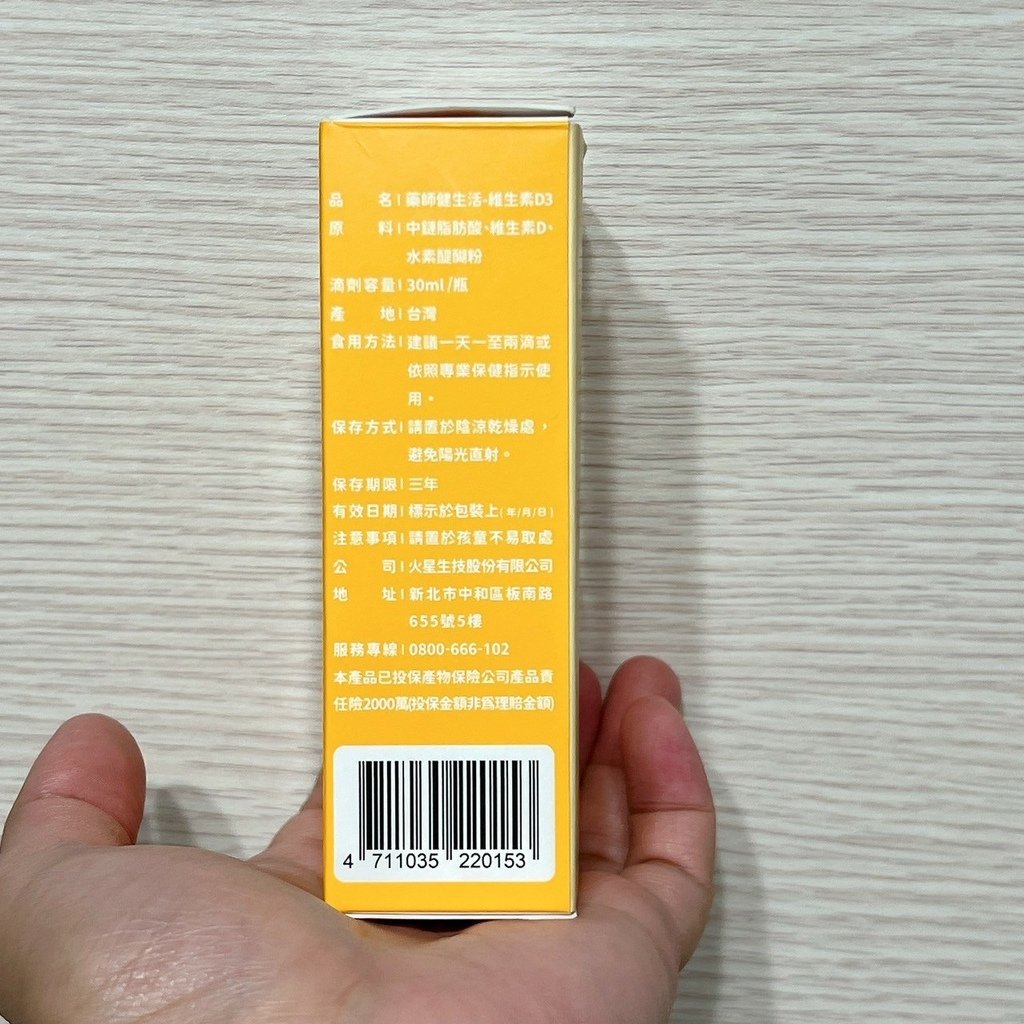 品名|藥師健生活-維生素D3
原料|中鏈脂肪酸、維生素D、
水素醍醐粉
滴劑容量|30ml/瓶
產地|台灣
食用方法|建議一天一至兩滴或
依照專業保健指示使
用。
保存方式|請置於陰涼乾燥處，
避免陽光直射。
保存期限|三年
有效日期|標示於包裝上(年/月/日)
注意事項|請置於孩童不易取處
公司|火星生技股份有限公司
地址|新北市中和區板南路
655號5樓
服務專線|0800-666-102
本產品已投保產物保險公司產品責
任險2000萬(投保金額非為理賠金額)
4 711035 220153